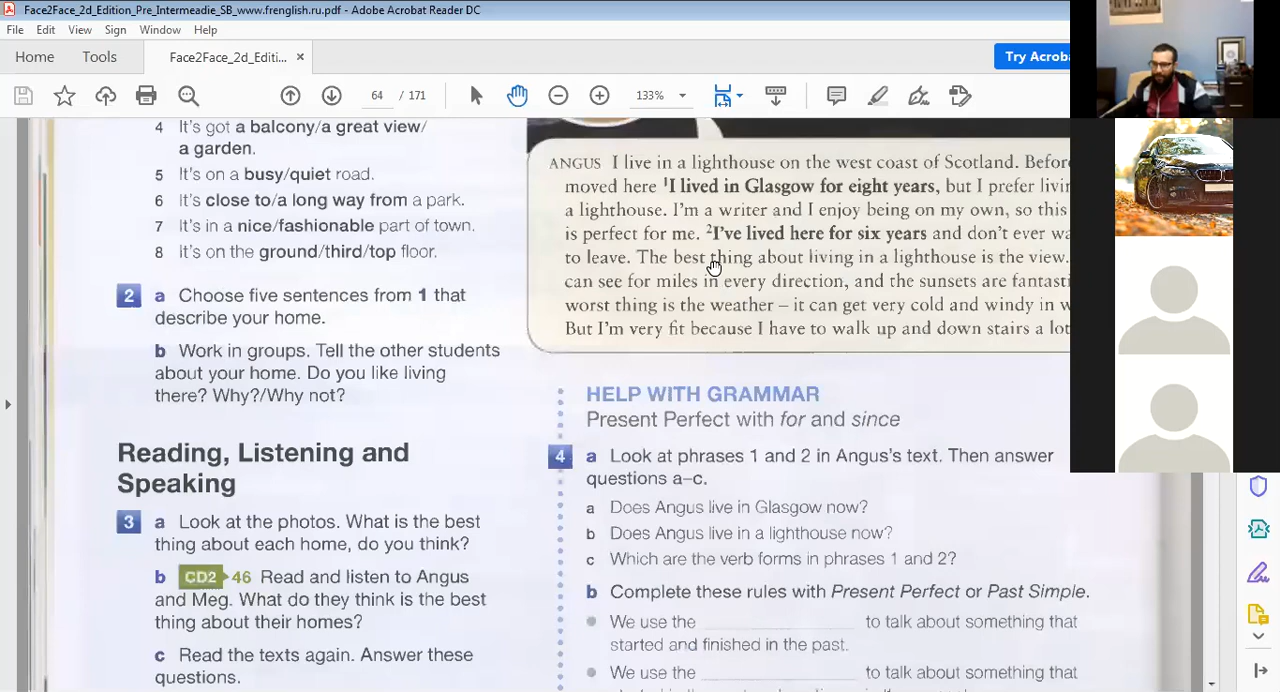 Face2Face_2d_Edition_Pre_Intermeadie_SB_www.frenglish.ru.pdf - Adobe Acrobat Reader DC
File Edit View Sign Window Help
Home Tools Face2Face_2d_Editi... × Try Acroba
64 / 171 133%
4 It's got a balcony/a great view/
a garden.
5 It's on a busy/quiet road.
6 It's close to/a long way from a park.
7 It's in a nice/fashionable part of town.
8 It's on the ground/third/top floor.
2 a Choose five sentences from 1 that
describe your home.
b Work in groups. Tell the other students
about your home. Do you like living
there? Why?/Why not?
Reading, Listening and
Speaking
3 a Look at the photos. What is the best
thing about each home, do you think?
b CD2 46 Read and listen to Angus
and Meg. What do they think is the best
thing about their homes?
c Read the texts again. Answer these
questions.
ANGUS I live in a lighthouse on the west coast of Scotland. Before
moved here 1I lived in Glasgow for eight years, but I prefer livin
a lighthouse. I'm a writer and I enjoy being on my own, so this
is perfect for me. 2I've lived here for six years and don't ever wa
to leave. The best thing about living in a lighthouse is the view.
can see for miles in every direction, and the sunsets are fantasti
worst thing is the weather – it can get very cold and windy in w
But I'm very fit because I have to walk up and down stairs a lot
HELP WITH GRAMMAR
Present Perfect with for and since
4 a Look at phrases 1 and 2 in Angus's text. Then answer
questions a–c.
a Does Angus live in Glasgow now?
b Does Angus live in a lighthouse now?
c Which are the verb forms in phrases 1 and 2?
b Complete these rules with Present Perfect or Past Simple.
We use the ____________ to talk about something that
started and finished in the past.
We use the ____________ to talk about something that